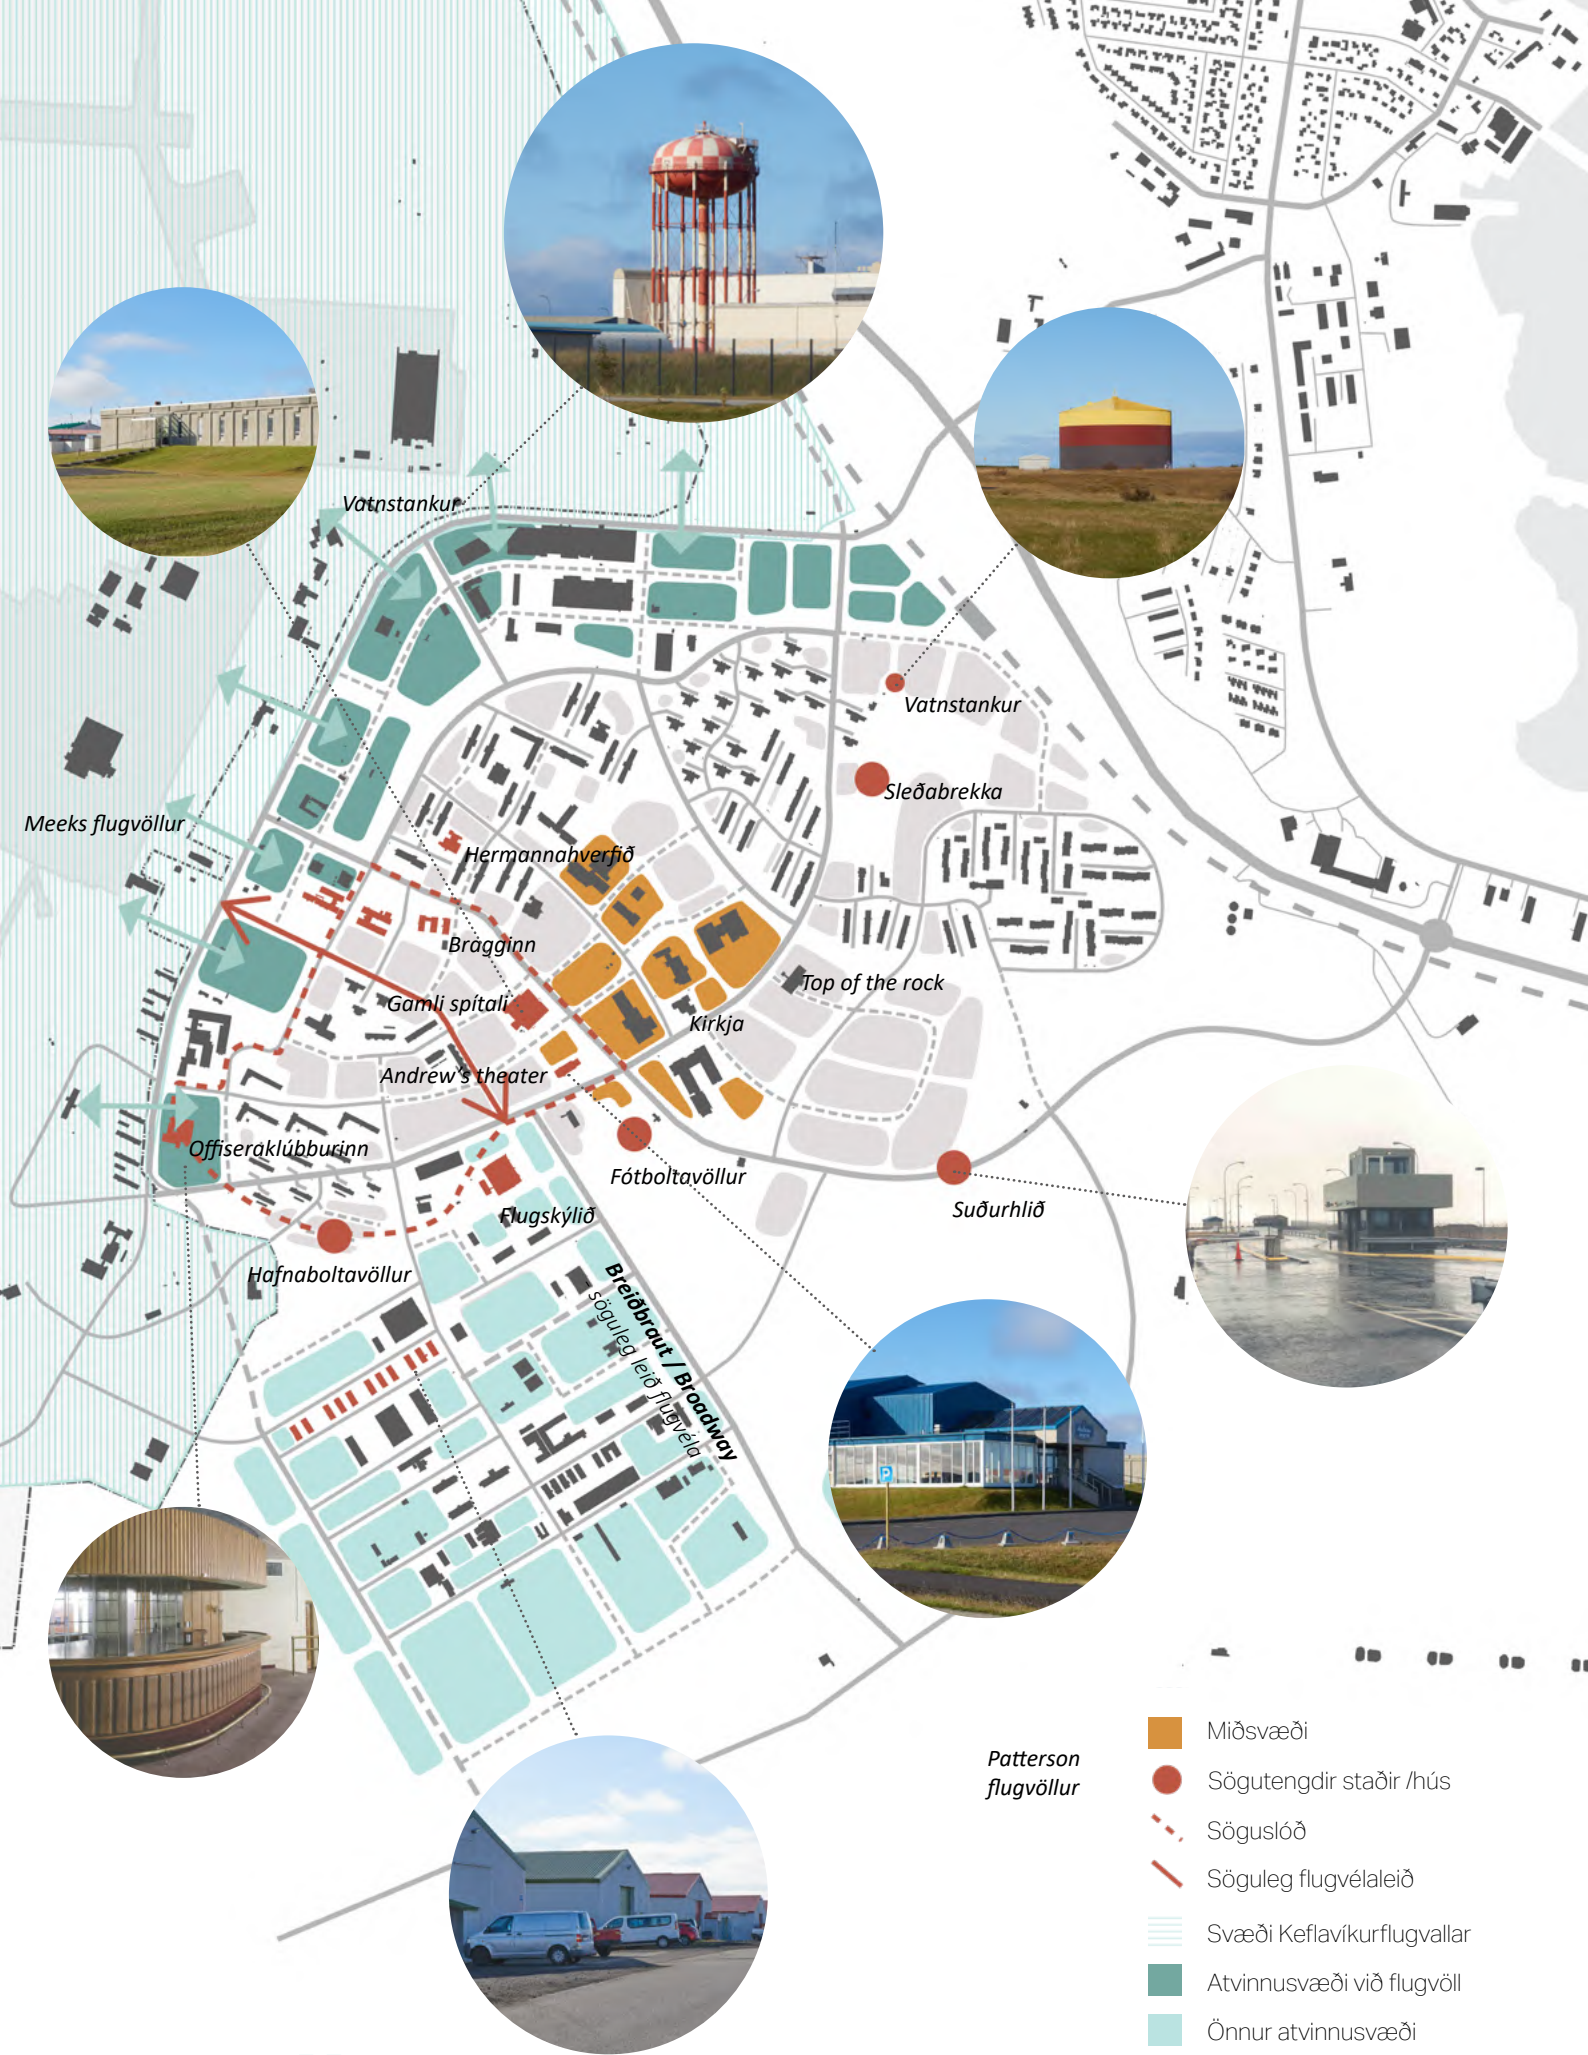 Vatnstankur
Vatnstankur
Sleðabrekka
Meeks flugvöllur
Hermannahverfið
Bragginn
Top of the rock
Gamli spítali
Kirkja
Andrew's theater
Offiseraklúbburinn
Fótboltavöllur
Suðurhlið
Flugskýlið
Hafnaboltavöllur
Breiðbraut / Broadway
söguleg leið flugvéla
P
Patterson
flugvöllur
Miðsvæði
Sögutengdir staðir /hús
Söguslóð
Söguleg flugvélaleið
Svæði Keflavíkurflugvallar
Atvinnusvæði við flugvöll
Önnur atvinnusvæði